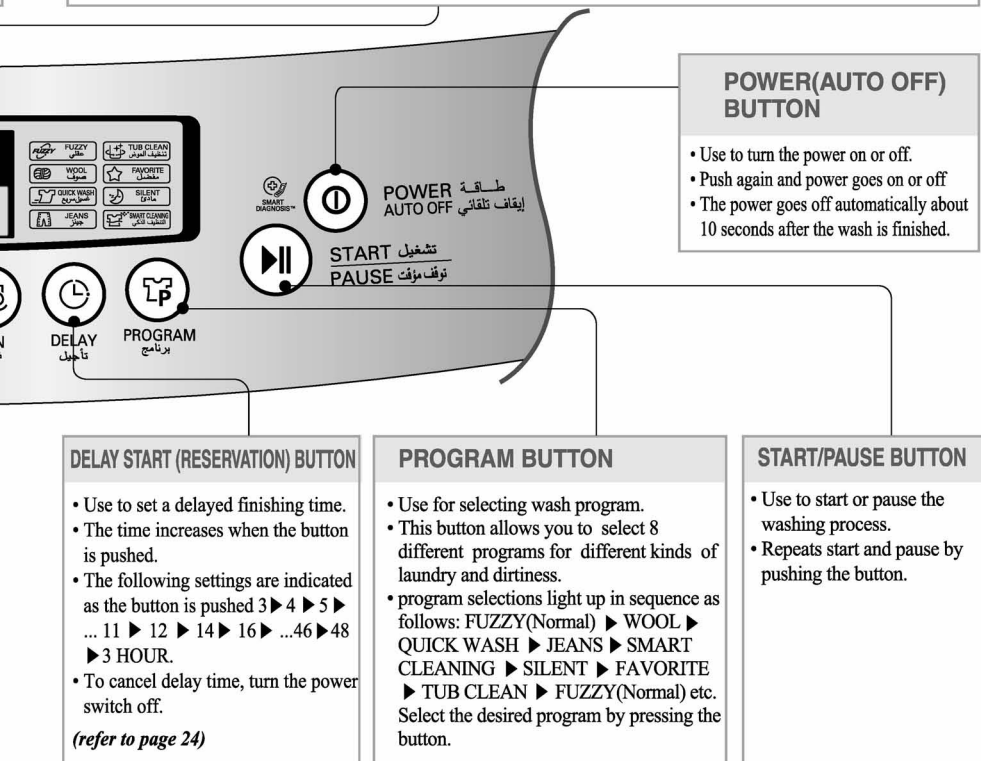 POWER(AUTO OFF)
BUTTON
• Use to turn the power on or off.
• Push again and power goes on or off
• The power goes off automatically about
10 seconds after the wash is finished.
FUZZY FUZZY
TUB CLEAN
تنظيف الحوض
WOOL
صوف
FAVORITE
مفضل
QUICK WASH
غسيل سريع
SILENT
هادئ
JEANS
جينز
SMART CLEANING
التنظيف الذكي
SMART
DIAGNOSIS™
POWER طاقة
AUTO OFF إيقاف تلقائي
START تشغيل
PAUSE توقف مؤقت
N
DELAY
تأجيل
P
PROGRAM
برنامج
DELAY START (RESERVATION) BUTTON
• Use to set a delayed finishing time.
• The time increases when the button
is pushed.
• The following settings are indicated
as the button is pushed 3▶ 4 ▶ 5 ▶
... 11 ▶ 12 ▶ 14▶ 16▶ ...46▶48
▶3 HOUR.
• To cancel delay time, turn the power
switch off.
(refer to page 24)
PROGRAM BUTTON
• Use for selecting wash program.
• This button allows you to select 8
different programs for different kinds of
laundry and dirtiness.
• program selections light up in sequence as
follows: FUZZY(Normal) ▶ WOOL ▶
QUICK WASH ▶ JEANS ▶ SMART
CLEANING ▶ SILENT ▶ FAVORITE
▶ TUB CLEAN ▶ FUZZY(Normal) etc.
Select the desired program by pressing the
button.
START/PAUSE BUTTON
• Use to start or pause the
washing process.
• Repeats start and pause by
pushing the button.